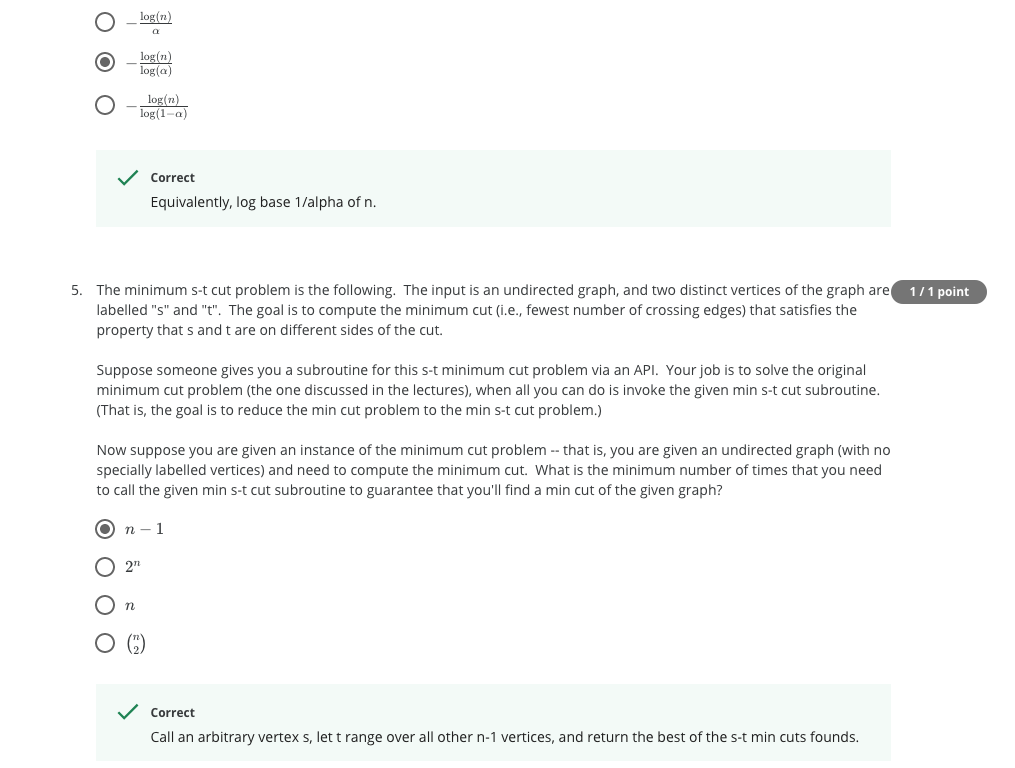 − log(n)/α
− log(n)/log(α)
− log(n)/log(1−α)
Correct
Equivalently, log base 1/alpha of n.
5. The minimum s-t cut problem is the following. The input is an undirected graph, and two distinct vertices of the graph are
1 / 1 point
labelled "s" and "t". The goal is to compute the minimum cut (i.e., fewest number of crossing edges) that satisfies the
property that s and t are on different sides of the cut.
Suppose someone gives you a subroutine for this s-t minimum cut problem via an API. Your job is to solve the original
minimum cut problem (the one discussed in the lectures), when all you can do is invoke the given min s-t cut subroutine.
(That is, the goal is to reduce the min cut problem to the min s-t cut problem.)
Now suppose you are given an instance of the minimum cut problem -- that is, you are given an undirected graph (with no
specially labelled vertices) and need to compute the minimum cut. What is the minimum number of times that you need
to call the given min s-t cut subroutine to guarantee that you'll find a min cut of the given graph?
n − 1
2ⁿ
n
(n 2)
Correct
Call an arbitrary vertex s, let t range over all other n-1 vertices, and return the best of the s-t min cuts founds.